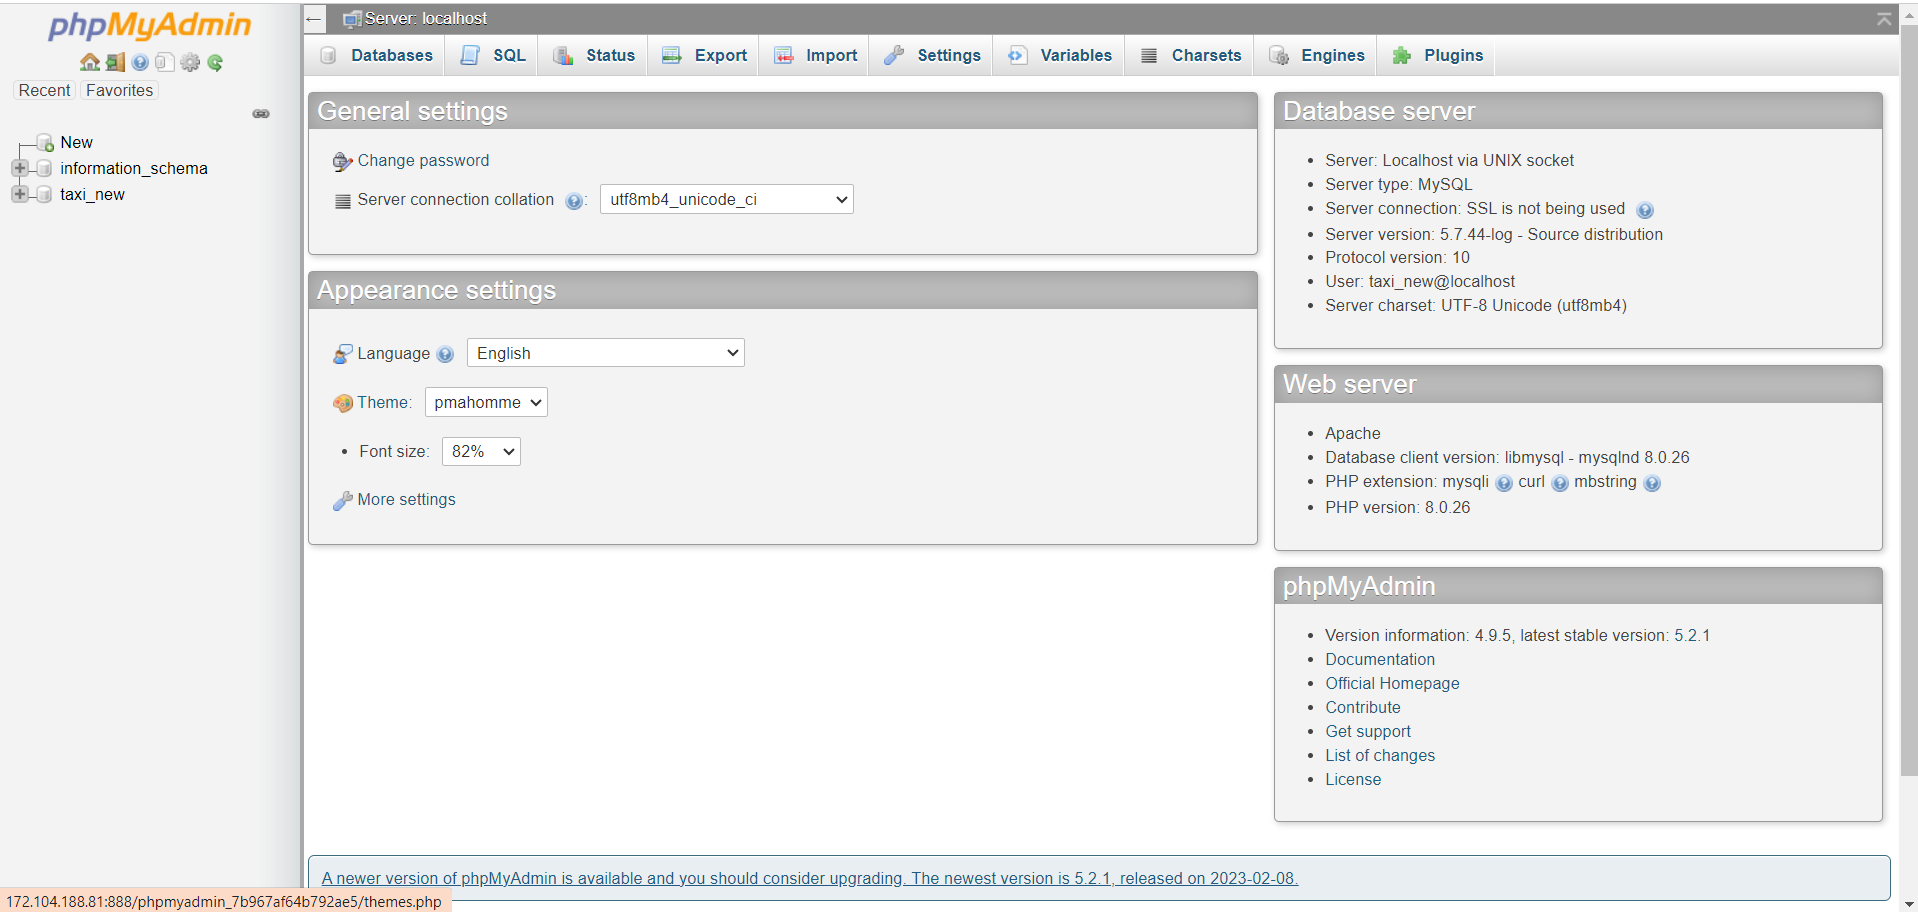 phpMyAdmin
Recent Favorites
New
information_schema
taxi_new
Server: localhost
Databases SQL Status Export Import Settings Variables Charsets Engines Plugins
General settings
Change password
Server connection collation : utf8mb4_unicode_ci
Appearance settings
Language English
Theme: pmahomme
• Font size: 82%
More settings
Database server
• Server: Localhost via UNIX socket
• Server type: MySQL
• Server connection: SSL is not being used
• Server version: 5.7.44-log - Source distribution
• Protocol version: 10
• User: taxi_new@localhost
• Server charset: UTF-8 Unicode (utf8mb4)
Web server
• Apache
• Database client version: libmysql - mysqlnd 8.0.26
• PHP extension: mysqli curl mbstring
• PHP version: 8.0.26
phpMyAdmin
• Version information: 4.9.5, latest stable version: 5.2.1
• Documentation
• Official Homepage
• Contribute
• Get support
• List of changes
• License
A newer version of phpMyAdmin is available and you should consider upgrading. The newest version is 5.2.1, released on 2023-02-08.
172.104.188.81:888/phpmyadmin_7b967af64b792ae5/themes.php